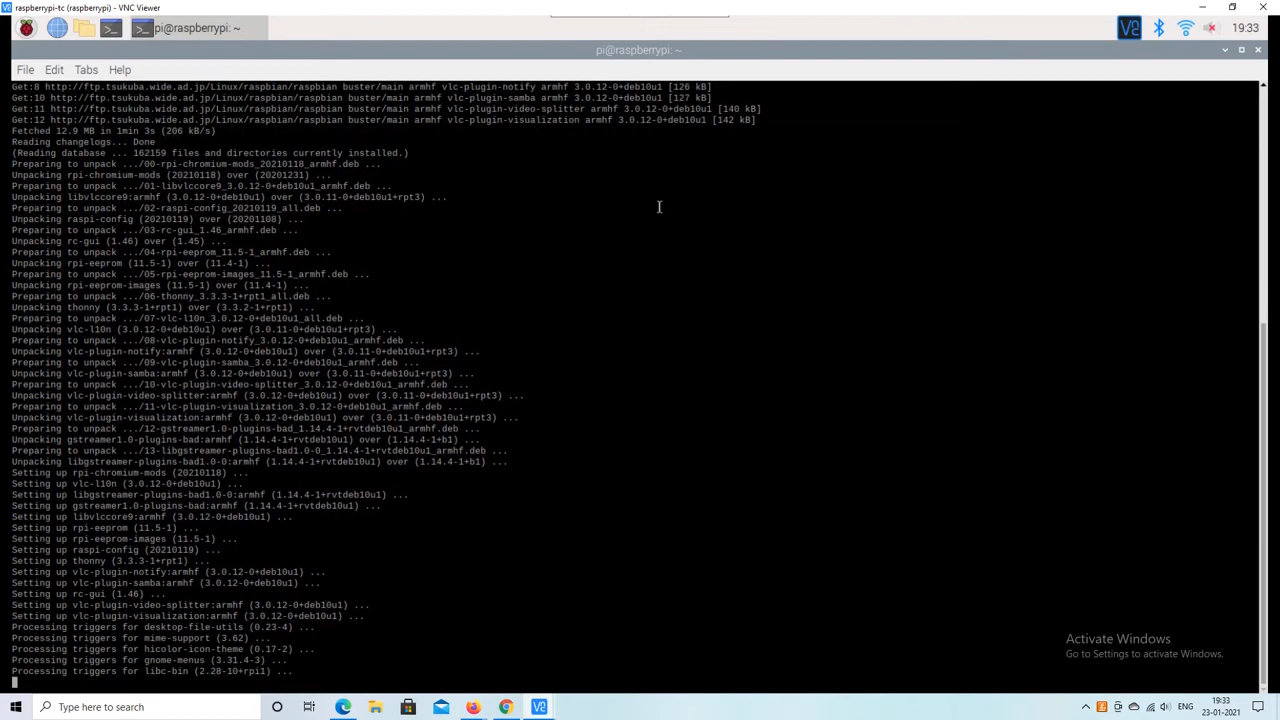 raspberrypi-tc (raspberrypi) - VNC Viewer
pi@raspberrypi: ~
19:33
pi@raspberrypi: ~
File Edit Tabs Help
Get:8 http://ftp.tsukuba.wide.ad.jp/Linux/raspbian/raspbian buster/main armhf vlc-plugin-notify armhf 3.0.12-0+deb10u1 [126 kB]
Get:10 http://ftp.tsukuba.wide.ad.jp/Linux/raspbian/raspbian buster/main armhf vlc-plugin-samba armhf 3.0.12-0+deb10u1 [127 kB]
Get:11 http://ftp.tsukuba.wide.ad.jp/Linux/raspbian/raspbian buster/main armhf vlc-plugin-video-splitter armhf 3.0.12-0+deb10u1 [140 kB]
Get:12 http://ftp.tsukuba.wide.ad.jp/Linux/raspbian/raspbian buster/main armhf vlc-plugin-visualization armhf 3.0.12-0+deb10u1 [142 kB]
Fetched 12.9 MB in 1min 3s (206 kB/s)
Reading changelogs... Done
(Reading database ... 162159 files and directories currently installed.)
Preparing to unpack .../00-rpi-chromium-mods_20210118_armhf.deb ...
Unpacking rpi-chromium-mods (20210118) over (20201231) ...
Preparing to unpack .../01-libvlccore9_3.0.12-0+deb10u1_armhf.deb ...
Unpacking libvlccore9:armhf (3.0.12-0+deb10u1) over (3.0.11-0+deb10u1+rpt3) ...
Preparing to unpack .../02-raspi-config_20210119_all.deb ...
Unpacking raspi-config (20210119) over (20201108) ...
Preparing to unpack .../03-rc-gui_1.46_armhf.deb ...
Unpacking rc-gui (1.46) over (1.45) ...
Preparing to unpack .../04-rpi-eeprom_11.5-1_armhf.deb ...
Unpacking rpi-eeprom (11.5-1) over (11.4-1) ...
Preparing to unpack .../05-rpi-eeprom-images_11.5-1_armhf.deb ...
Unpacking rpi-eeprom-images (11.5-1) over (11.4-1) ...
Preparing to unpack .../06-thonny_3.3.3-1+rpt1_all.deb ...
Unpacking thonny (3.3.3-1+rpt1) over (3.3.2-1+rpt1) ...
Preparing to unpack .../07-vlc-l10n_3.0.12-0+deb10u1_all.deb ...
Unpacking vlc-l10n (3.0.12-0+deb10u1) over (3.0.11-0+deb10u1+rpt3) ...
Preparing to unpack .../08-vlc-plugin-notify_3.0.12-0+deb10u1_armhf.deb ...
Unpacking vlc-plugin-notify:armhf (3.0.12-0+deb10u1) over (3.0.11-0+deb10u1+rpt3) ...
Preparing to unpack .../09-vlc-plugin-samba_3.0.12-0+deb10u1_armhf.deb ...
Unpacking vlc-plugin-samba:armhf (3.0.12-0+deb10u1) over (3.0.11-0+deb10u1+rpt3) ...
Preparing to unpack .../10-vlc-plugin-video-splitter_3.0.12-0+deb10u1_armhf.deb ...
Unpacking vlc-plugin-video-splitter:armhf (3.0.12-0+deb10u1) over (3.0.11-0+deb10u1+rpt3) ...
Preparing to unpack .../11-vlc-plugin-visualization_3.0.12-0+deb10u1_armhf.deb ...
Unpacking vlc-plugin-visualization:armhf (3.0.12-0+deb10u1) over (3.0.11-0+deb10u1+rpt3) ...
Preparing to unpack .../12-gstreamer1.0-plugins-bad_1.14.4-1+rvtdeb10u1_armhf.deb ...
Unpacking gstreamer1.0-plugins-bad:armhf (1.14.4-1+rvtdeb10u1) over (1.14.4-1+b1) ...
Preparing to unpack .../13-libgstreamer-plugins-bad1.0-0_1.14.4-1+rvtdeb10u1_armhf.deb ...
Unpacking libgstreamer-plugins-bad1.0-0:armhf (1.14.4-1+rvtdeb10u1) over (1.14.4-1+b1) ...
Setting up rpi-chromium-mods (20210118) ...
Setting up vlc-l10n (3.0.12-0+deb10u1) ...
Setting up libgstreamer-plugins-bad1.0-0:armhf (1.14.4-1+rvtdeb10u1) ...
Setting up gstreamer1.0-plugins-bad:armhf (1.14.4-1+rvtdeb10u1) ...
Setting up libvlccore9:armhf (3.0.12-0+deb10u1) ...
Setting up rpi-eeprom (11.5-1) ...
Setting up rpi-eeprom-images (11.5-1) ...
Setting up raspi-config (20210119) ...
Setting up thonny (3.3.3-1+rpt1) ...
Setting up vlc-plugin-notify:armhf (3.0.12-0+deb10u1) ...
Setting up vlc-plugin-samba:armhf (3.0.12-0+deb10u1) ...
Setting up rc-gui (1.46) ...
Setting up vlc-plugin-video-splitter:armhf (3.0.12-0+deb10u1) ...
Setting up vlc-plugin-visualization:armhf (3.0.12-0+deb10u1) ...
Processing triggers for desktop-file-utils (0.23-4) ...
Processing triggers for mime-support (3.62) ...
Processing triggers for hicolor-icon-theme (0.17-2) ...
Processing triggers for gnome-menus (3.31.4-3) ...
Processing triggers for libc-bin (2.28-10+rpi1) ...
Activate Windows
Go to Settings to activate Windows.
Type here to search
ENG
19:33
23-01-2021